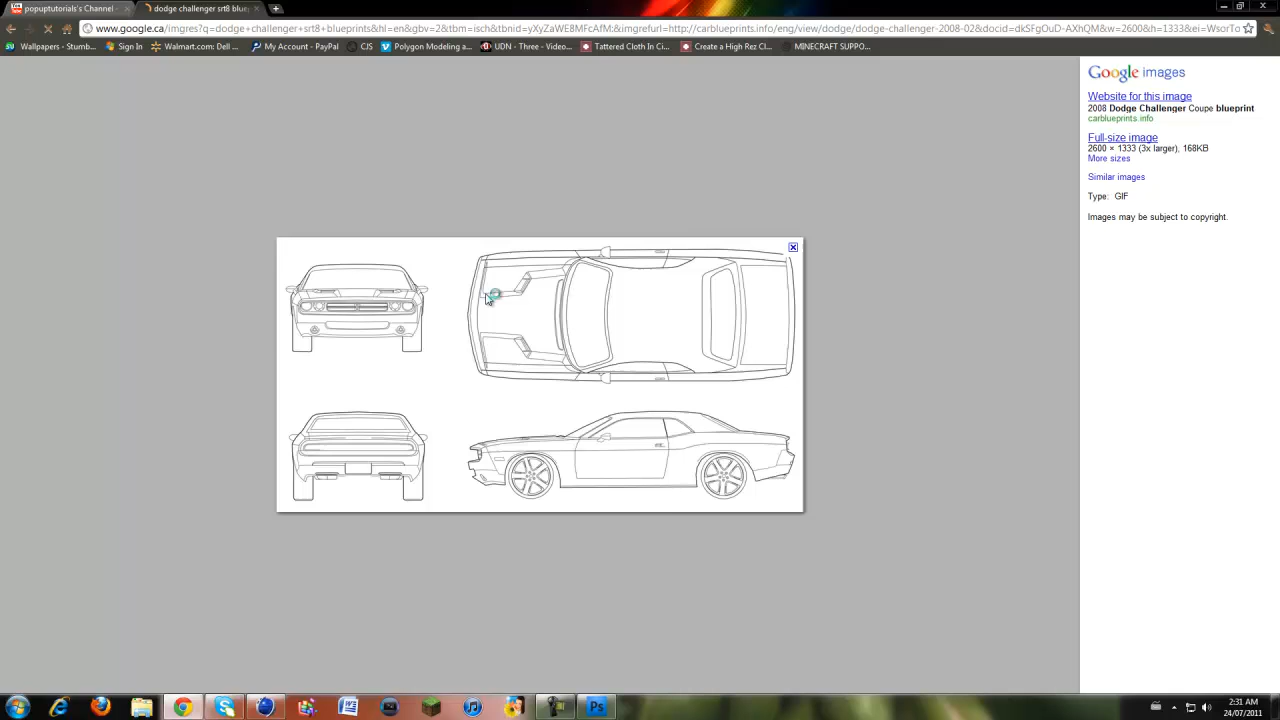 popuptutorials's Channel -
dodge challenger srt8 blue
www.google.ca/imgres?q=dodge+challenger+srt8+blueprints&hl=en&gbv=2&tbm=isch&tbnid=yXyZaWE8MFcAfM:&imgrefurl=http://carblueprints.info/eng/view/dodge/dodge-challenger-2008-02&docid=dkSFgOuD-AXhQM&w=2600&h=1333&ei=WsorTo
Wallpapers - Stumb... Sign In Walmart.com: Dell ... My Account - PayPal CJS Polygon Modeling a... UDN - Three - Video... Tattered Cloth In Ci... Create a High Rez Cl... MINECRAFT SUPPO...
Google images
Website for this image
2008 Dodge Challenger Coupe blueprint
carblueprints.info
Full-size image
2600 × 1333 (3x larger), 168KB
More sizes
Similar images
Type: GIF
Images may be subject to copyright.
2:31 AM
24/07/2011